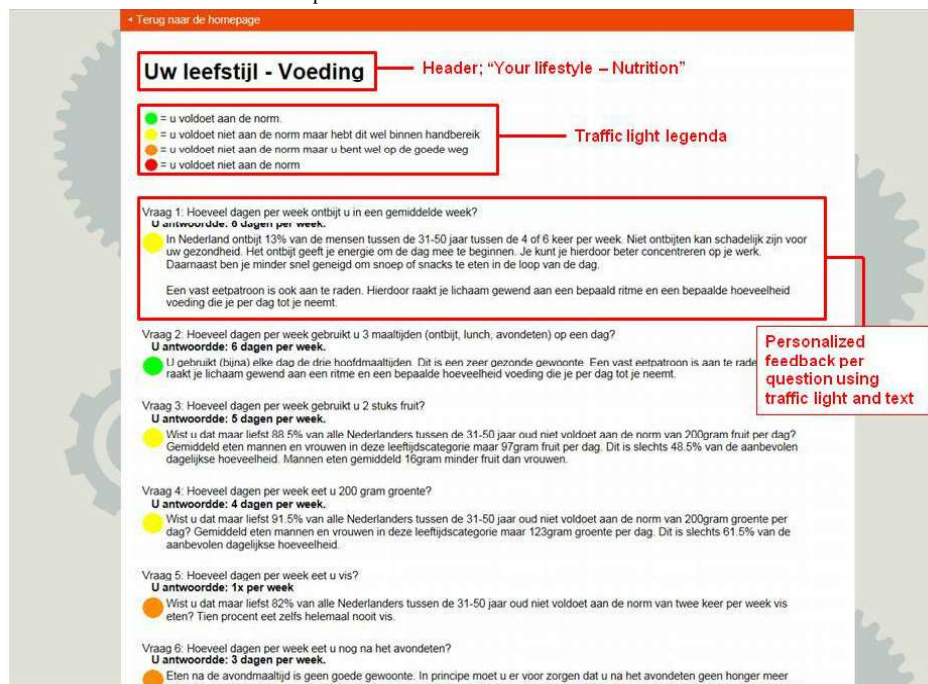 ◂ Terug naar de homepage
Uw leefstijl - Voeding
Header; "Your lifestyle – Nutrition"
= u voldoet aan de norm.
= u voldoet niet aan de norm maar hebt dit wel binnen handbereik
= u voldoet niet aan de norm maar u bent wel op de goede weg
= u voldoet niet aan de norm
Traffic light legenda
Vraag 1: Hoeveel dagen per week ontbijt u in een gemiddelde week?
U antwoordde: 6 dagen per week.
In Nederland ontbijt 13% van de mensen tussen de 31-50 jaar tussen de 4 of 6 keer per week. Niet ontbijten kan schadelijk zijn voor
uw gezondheid. Het ontbijt geeft je energie om de dag mee te beginnen. Je kunt je hierdoor beter concentreren op je werk.
Daarnaast ben je minder snel geneigd om snoep of snacks te eten in de loop van de dag.
Een vast eetpatroon is ook aan te raden. Hierdoor raakt je lichaam gewend aan een bepaald ritme en een bepaalde hoeveelheid
voeding die je per dag tot je neemt.
Vraag 2: Hoeveel dagen per week gebruikt u 3 maaltijden (ontbijt, lunch, avondeten) op een dag?
U antwoordde: 6 dagen per week.
U gebruikt (bijna) elke dag de drie hoofdmaaltijden. Dit is een zeer gezonde gewoonte. Een vast eetpatroon is aan te rade
raakt je lichaam gewend aan een ritme en een bepaalde hoeveelheid voeding die je per dag tot je neemt.
Personalized
feedback per
question using
traffic light and text
Vraag 3: Hoeveel dagen per week gebruikt u 2 stuks fruit?
U antwoordde: 5 dagen per week.
Wist u dat maar liefst 88.5% van alle Nederlanders tussen de 31-50 jaar oud niet voldoet aan de norm van 200gram fruit per dag?
Gemiddeld eten mannen en vrouwen in deze leeftijdscategorie maar 97gram fruit per dag. Dit is slechts 48.5% van de aanbevolen
dagelijkse hoeveelheid. Mannen eten gemiddeld 16gram minder fruit dan vrouwen.
Vraag 4: Hoeveel dagen per week eet u 200 gram groente?
U antwoordde: 4 dagen per week.
Wist u dat maar liefst 91.5% van alle Nederlanders tussen de 31-50 jaar oud niet voldoet aan de norm van 200gram groente per
dag? Gemiddeld eten mannen en vrouwen in deze leeftijdscategorie maar 123gram groente per dag. Dit is slechts 61.5% van de
aanbevolen dagelijkse hoeveelheid.
Vraag 5: Hoeveel dagen per week eet u vis?
U antwoordde: 1x per week
Wist u dat maar liefst 82% van alle Nederlanders tussen de 31-50 jaar oud niet voldoet aan de norm van twee keer per week vis
eten? Tien procent eet zelfs helemaal nooit vis.
Vraag 6: Hoeveel dagen per week eet u nog na het avondeten?
U antwoordde: 3 dagen per week.
Eten na de avondmaaltijd is geen goede gewoonte. In principe moet u er voor zorgen dat u na het avondeten geen honger meer